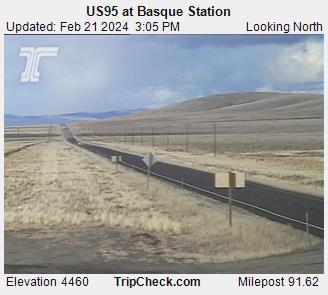 US95 at Basque Station
Updated: Feb 21 2024 3:05 PM Looking North
Elevation 4460 TripCheck.com Milepost 91.62